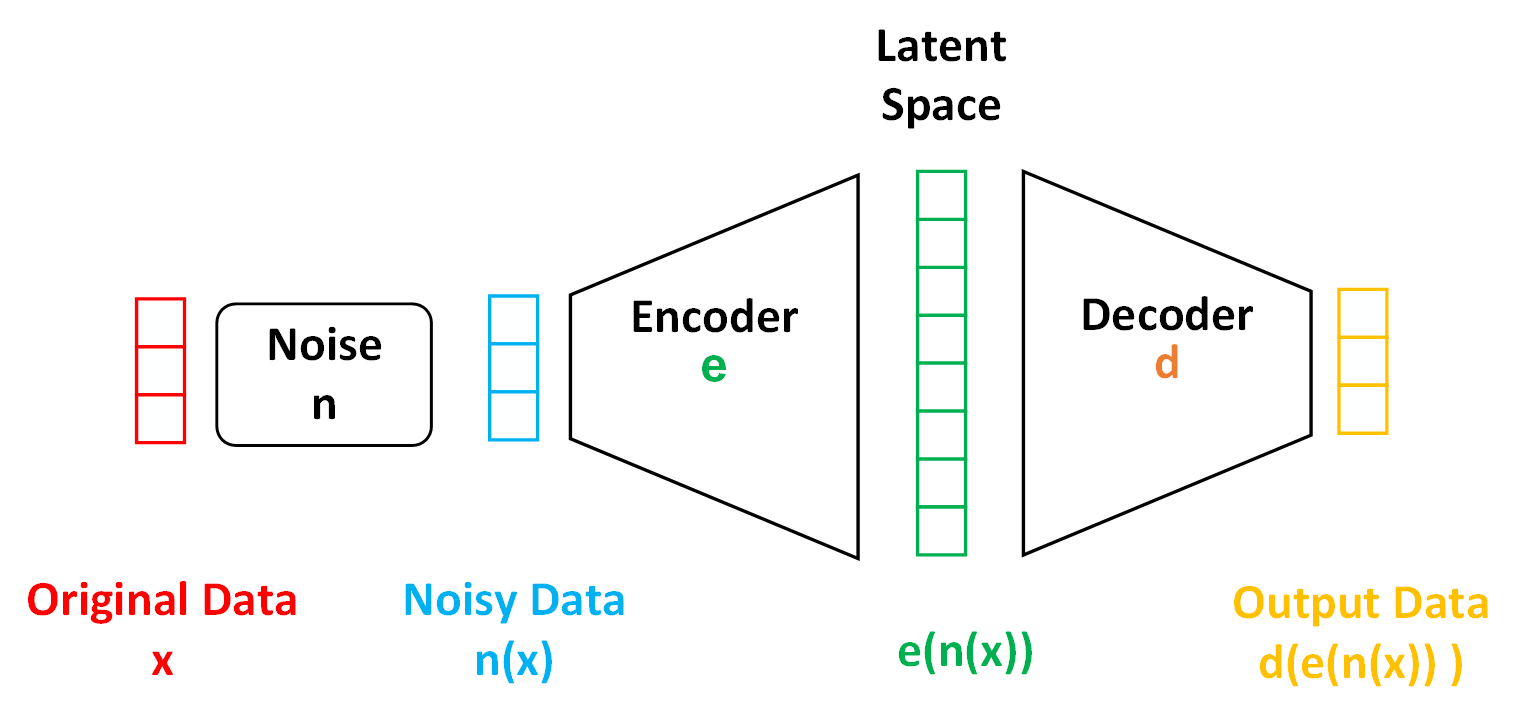 Latent
Space
Noise
n
Encoder
e
Decoder
d
Original Data
x
Noisy Data
n(x)
e(n(x))
Output Data
d(e(n(x)) )